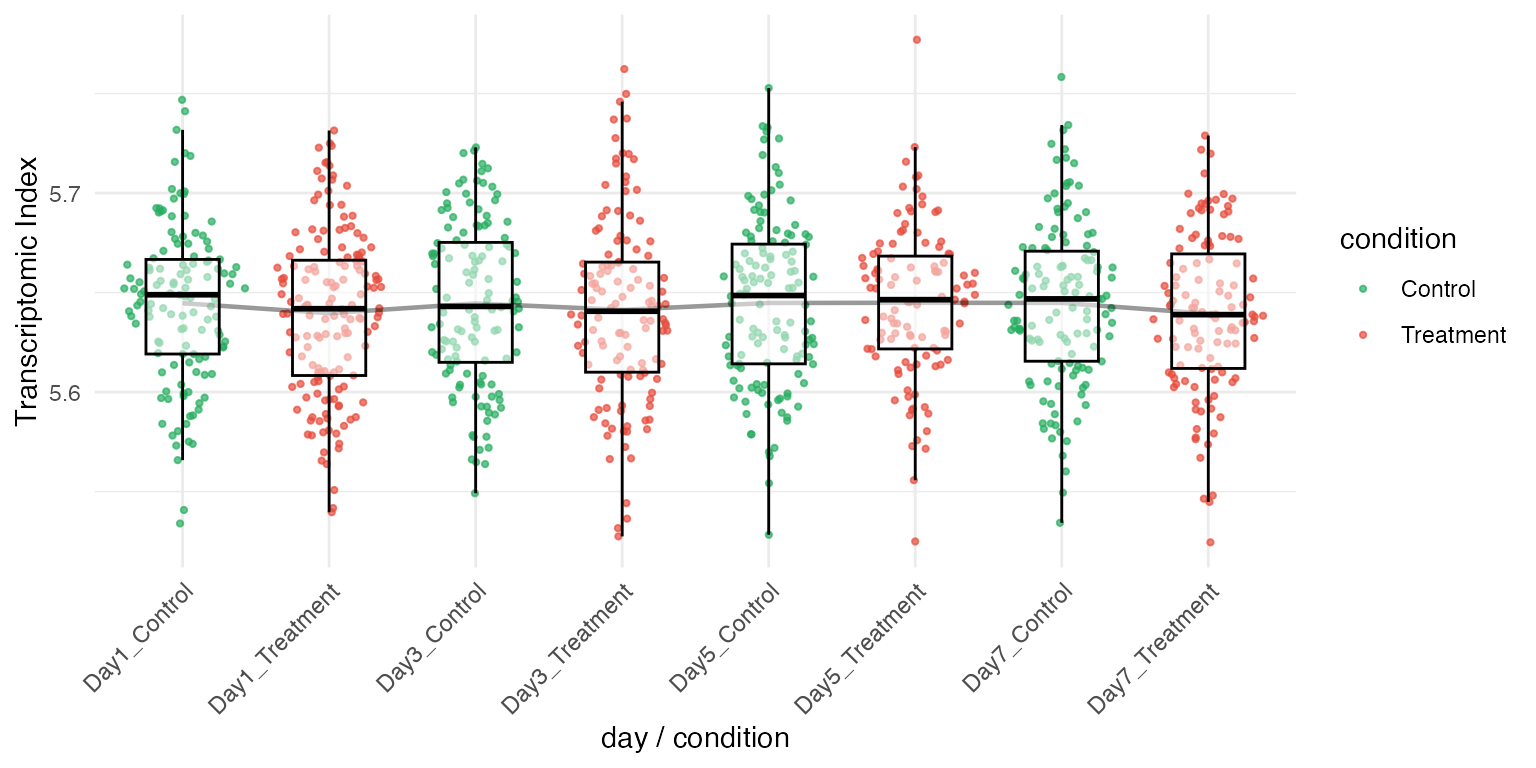 Transcriptomic Index
5.7
5.6
Day1_Control
Day1_Treatment
Day3_Control
Day3_Treatment
Day5_Control
Day5_Treatment
Day7_Control
Day7_Treatment
day / condition
condition
Control
Treatment